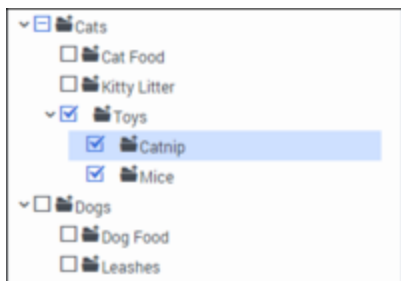 Cats
Cat Food
Kitty Litter
Toys
Catnip
Mice
Dogs
Dog Food
Leashes